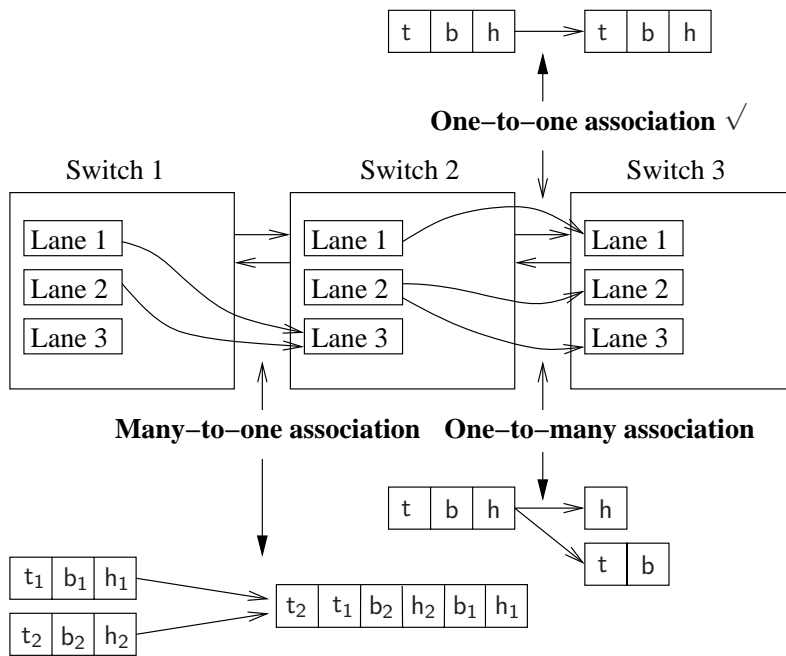 t b h t b h
One–to–one association √
Switch 1 Switch 2 Switch 3
Lane 1 Lane 1 Lane 1
Lane 2 Lane 2 Lane 2
Lane 3 Lane 3 Lane 3
Many–to–one association One–to–many association
t b h h
t b
t₁ b₁ h₁
t₂ t₁ b₂ h₂ b₁ h₁
t₂ b₂ h₂